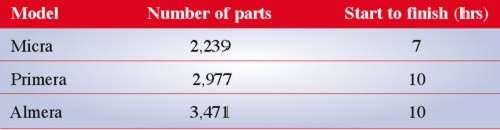 Model Number of parts Start to finish (hrs)
Micra 2,239 7
Primera 2,977 10
Almera 3,471 10